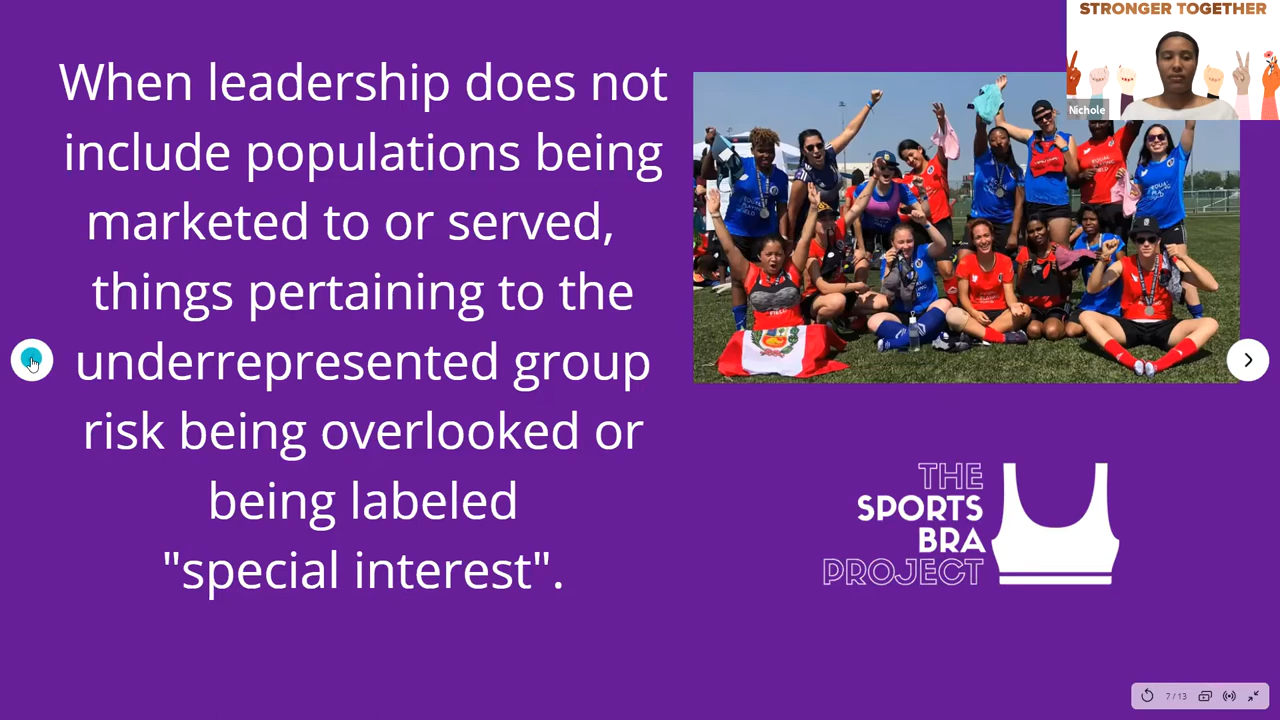 When leadership does not
include populations being
marketed to or served,
things pertaining to the
underrepresented group
risk being overlooked or
being labeled
"special interest".
STRONGER TOGETHER
Nichole
THE
SPORTS
BRA
PROJECT
7 / 13